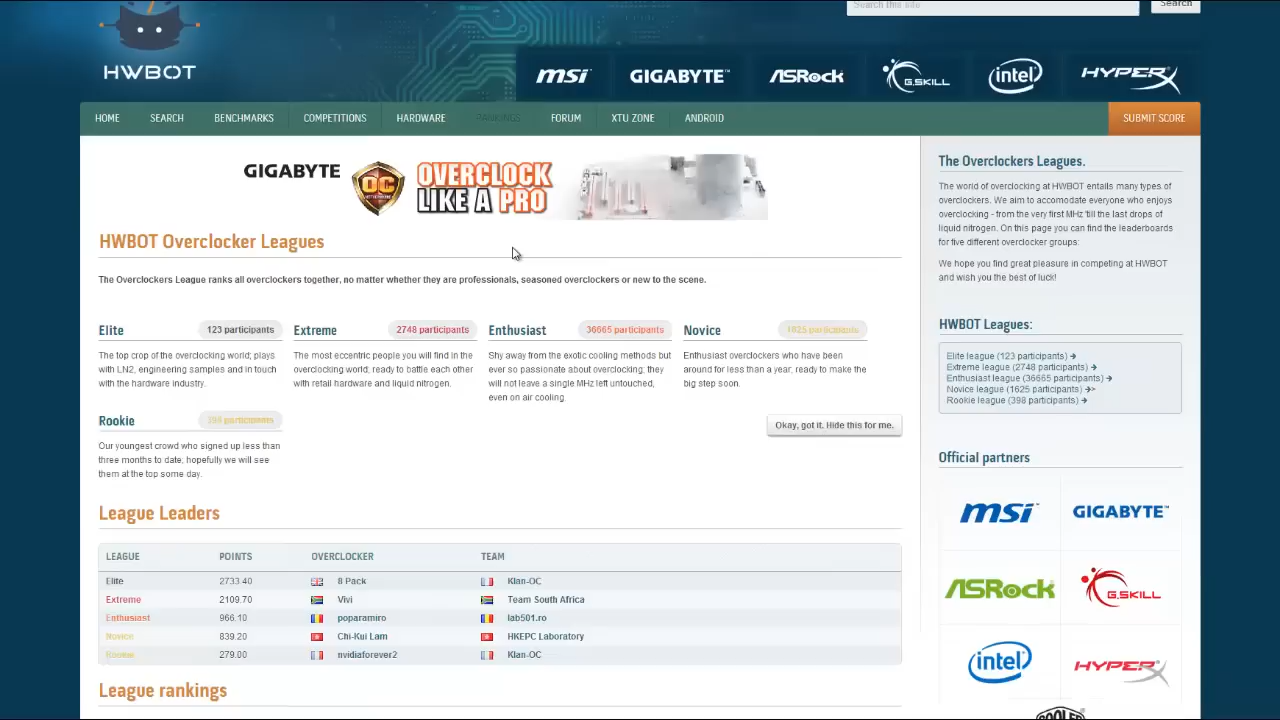 Search this site
Search
HWBOT
msi GIGABYTE ASRock G.SKILL intel HYPERX
HOME SEARCH BENCHMARKS COMPETITIONS HARDWARE RANKINGS FORUM XTU ZONE ANDROID SUBMIT SCORE
GIGABYTE OC OVERCLOCK LIKE A PRO
HWBOT Overclocker Leagues
The Overclockers League ranks all overclockers together, no matter whether they are professionals, seasoned overclockers or new to the scene.
Elite 123 participants
The top crop of the overclocking world; plays
with LN2, engineering samples and in touch
with the hardware industry.
Extreme 2748 participants
The most eccentric people you will find in the
overclocking world; ready to battle each other
with retail hardware and liquid nitrogen.
Enthusiast 36665 participants
Shy away from the exotic cooling methods but
ever so passionate about overclocking; they
will not leave a single MHz left untouched,
even on air cooling.
Novice 1625 participants
Enthusiast overclockers who have been
around for less than a year; ready to make the
big step soon.
Rookie 398 participants
Our youngest crowd who signed up less than
three months to date; hopefully we will see
them at the top some day.
Okay, got it. Hide this for me.
League Leaders
LEAGUE POINTS OVERCLOCKER TEAM
Elite 2733.40 8 Pack Klan-OC
Extreme 2109.70 Vivi Team South Africa
Enthusiast 966.10 poparamiro lab501.ro
Novice 839.20 Chi-Kui Lam HKEPC Laboratory
Rookie 279.00 nvidiaforever2 Klan-OC
League rankings
The Overclockers Leagues.
The world of overclocking at HWBOT entails many types of
overclockers. We aim to accomodate everyone who enjoys
overclocking - from the very first MHz 'till the last drops of
liquid nitrogen. On this page you can find the leaderboards
for five different overclocker groups:
We hope you find great pleasure in competing at HWBOT
and wish you the best of luck!
HWBOT Leagues:
Elite league (123 participants)
Extreme league (2748 participants)
Enthusiast league (36665 participants)
Novice league (1625 participants) >
Rookie league (398 participants)
Official partners
msi GIGABYTE
ASRock G.SKILL
intel HYPERX
COOLER